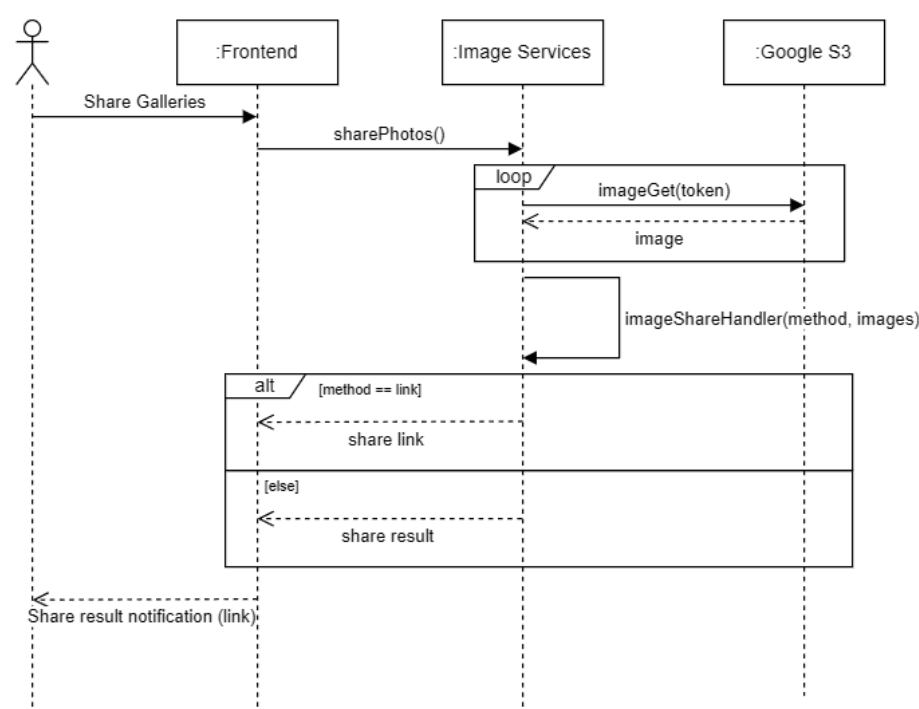 :Frontend
:Image Services
:Google S3
Share Galleries
sharePhotos()
loop
imageGet(token)
image
imageShareHandler(method, images)
alt
[method == link]
share link
[else]
share result
Share result notification (link)